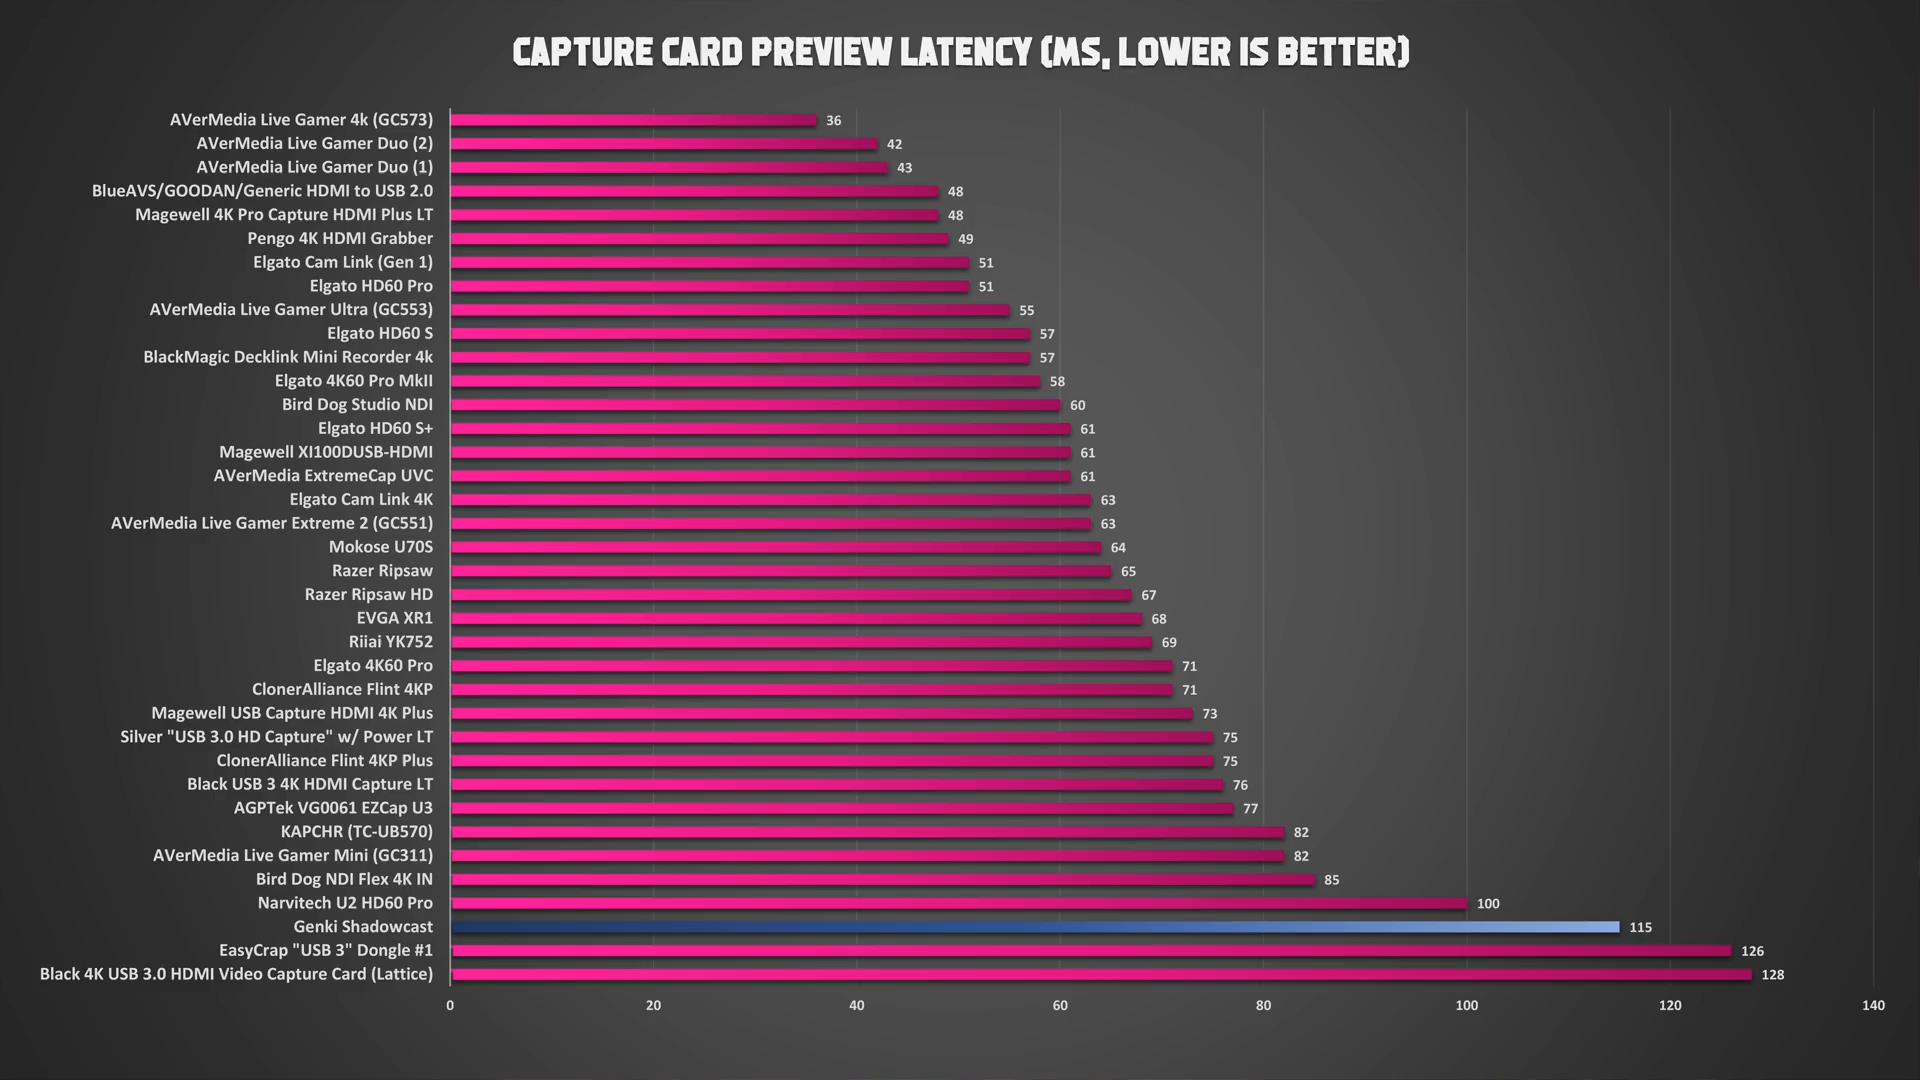 CAPTURE CARD PREVIEW LATENCY (MS, LOWER IS BETTER)
AVerMedia Live Gamer 4k (GC573) 36
AVerMedia Live Gamer Duo (2) 42
AVerMedia Live Gamer Duo (1) 43
BlueAVS/GOODAN/Generic HDMI to USB 2.0 48
Magewell 4K Pro Capture HDMI Plus LT 48
Pengo 4K HDMI Grabber 49
Elgato Cam Link (Gen 1) 51
Elgato HD60 Pro 51
AVerMedia Live Gamer Ultra (GC553) 55
Elgato HD60 S 57
BlackMagic Decklink Mini Recorder 4k 57
Elgato 4K60 Pro MkII 58
Bird Dog Studio NDI 60
Elgato HD60 S+ 61
Magewell XI100DUSB-HDMI 61
AVerMedia ExtremeCap UVC 61
Elgato Cam Link 4K 63
AVerMedia Live Gamer Extreme 2 (GC551) 63
Mokose U70S 64
Razer Ripsaw 65
Razer Ripsaw HD 67
EVGA XR1 68
Riiai YK752 69
Elgato 4K60 Pro 71
ClonerAlliance Flint 4KP 71
Magewell USB Capture HDMI 4K Plus 73
Silver "USB 3.0 HD Capture" w/ Power LT 75
ClonerAlliance Flint 4KP Plus 75
Black USB 3 4K HDMI Capture LT 76
AGPTek VG0061 EZCap U3 77
KAPCHR (TC-UB570) 82
AVerMedia Live Gamer Mini (GC311) 82
Bird Dog NDI Flex 4K IN 85
Narvitech U2 HD60 Pro 100
Genki Shadowcast 115
EasyCrap "USB 3" Dongle #1 126
Black 4K USB 3.0 HDMI Video Capture Card (Lattice) 128
0 20 40 60 80 100 120 140